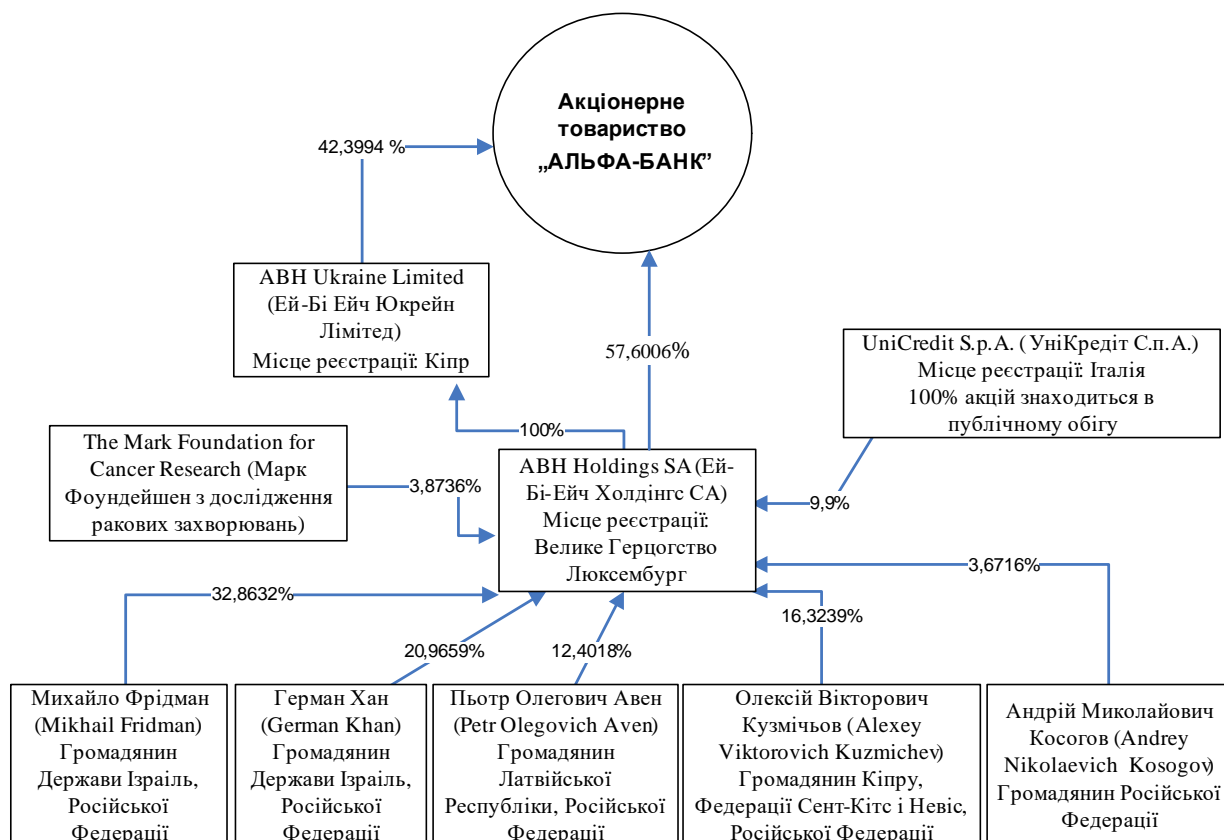 Акціонерне
товариство
„АЛЬФА-БАНК”
42,3994 %
ABH Ukraine Limited
(Ей-Бі Ейч Юкрейн
Лімітед)
Місце реєстрації: Кіпр
57,6006%
UniCredit S.p.A. (УніКредіт С.п.А.)
Місце реєстрації: Італія
100% акцій знаходиться в
публічному обігу
100%
The Mark Foundation for
Cancer Research (Марк
Фоундейшен з дослідження
ракових захворювань)
3,8736%
ABH Holdings SA (Ей-
Бі-Ейч Холдінгс СА)
Місце реєстрації:
Велике Герцогство
Люксембург
9,9%
32,8632%
20,9659%
12,4018%
16,3239%
3,6716%
Михайло Фрідман
(Mikhail Fridman)
Громадянин
Держави Ізраїль,
Російської
Федерації
Герман Хан
(German Khan)
Громадянин
Держави Ізраїль,
Російської
Федерації
Пьотр Олегович Авен
(Petr Olegovich Aven)
Громадянин
Латвійської
Республіки, Російської
Федерації
Олексій Вікторович
Кузмічьов (Alexey
Viktorovich Kuzmichev)
Громадянин Кіпру,
Федерації Сент-Кітс і Невіс,
Російської Федерації
Андрій Миколайович
Косогов (Andrey
Nikolaevich Kosogov)
Громадянин Російської
Федерації